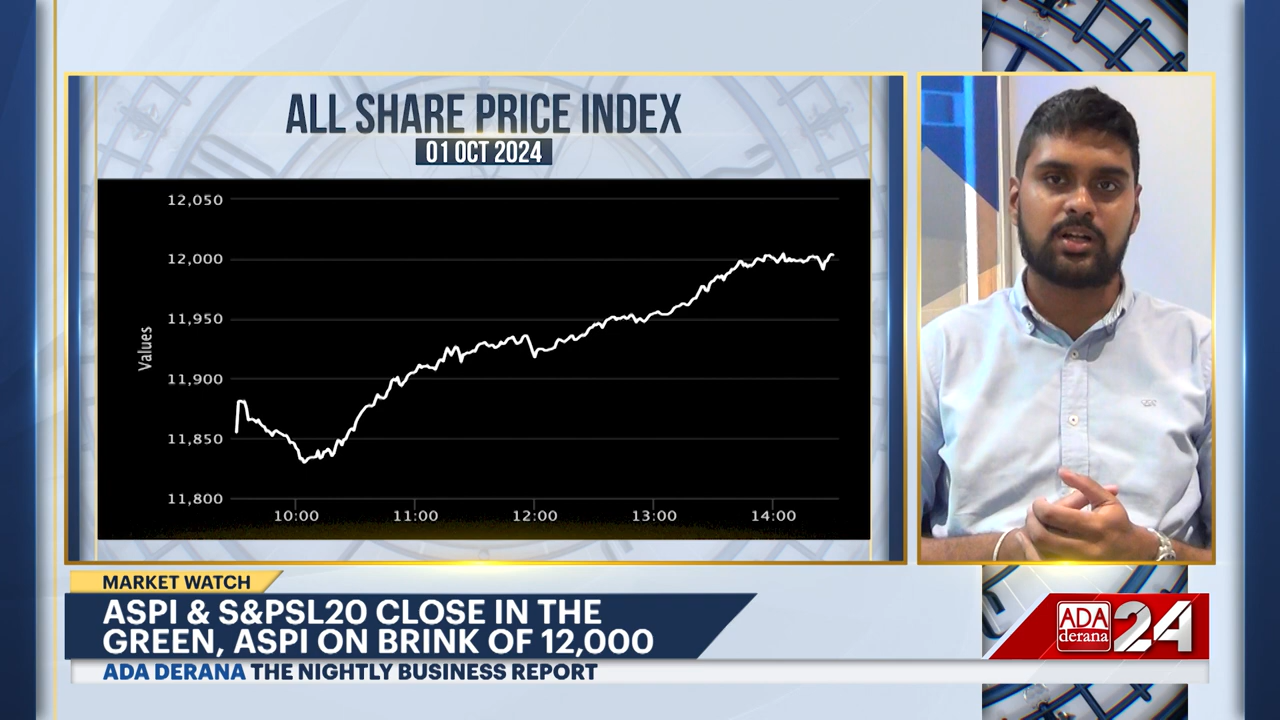 ALL SHARE PRICE INDEX
01 OCT 2024
Values
12,050
12,000
11,950
11,900
11,850
11,800
10:00 11:00 12:00 13:00 14:00
MARKET WATCH
ASPI & S&PSL20 CLOSE IN THE
GREEN, ASPI ON BRINK OF 12,000
ADA DERANA THE NIGHTLY BUSINESS REPORT
ADA
derana
24